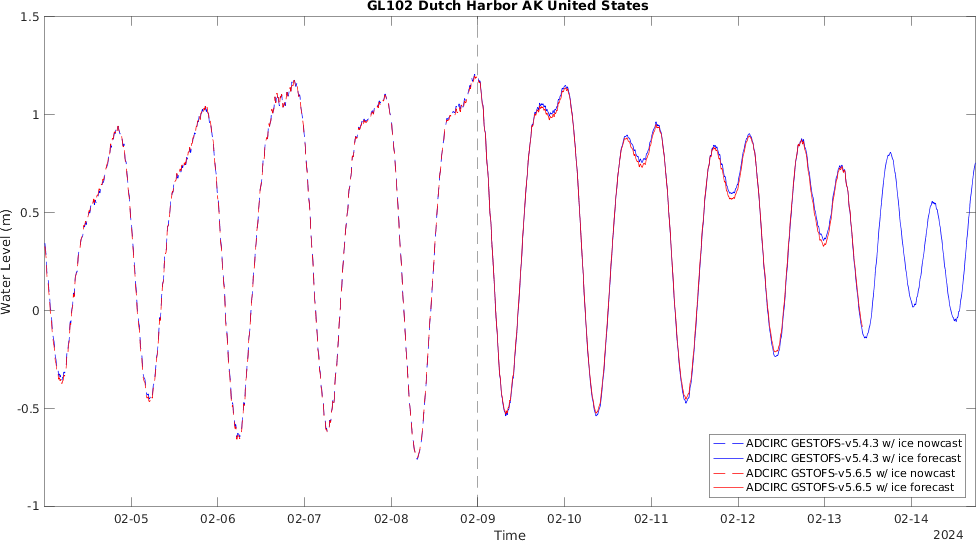 GL102 Dutch Harbor AK United States
1.5
1
0.5
0
-0.5
-1
Water Level (m)
ADCIRC GESTOFS-v5.4.3 w/ ice nowcast
ADCIRC GESTOFS-v5.4.3 w/ ice forecast
ADCIRC GSTOFS-v5.6.5 w/ ice nowcast
ADCIRC GSTOFS-v5.6.5 w/ ice forecast
02-05 02-06 02-07 02-08 02-09 02-10 02-11 02-12 02-13 02-14
Time
2024